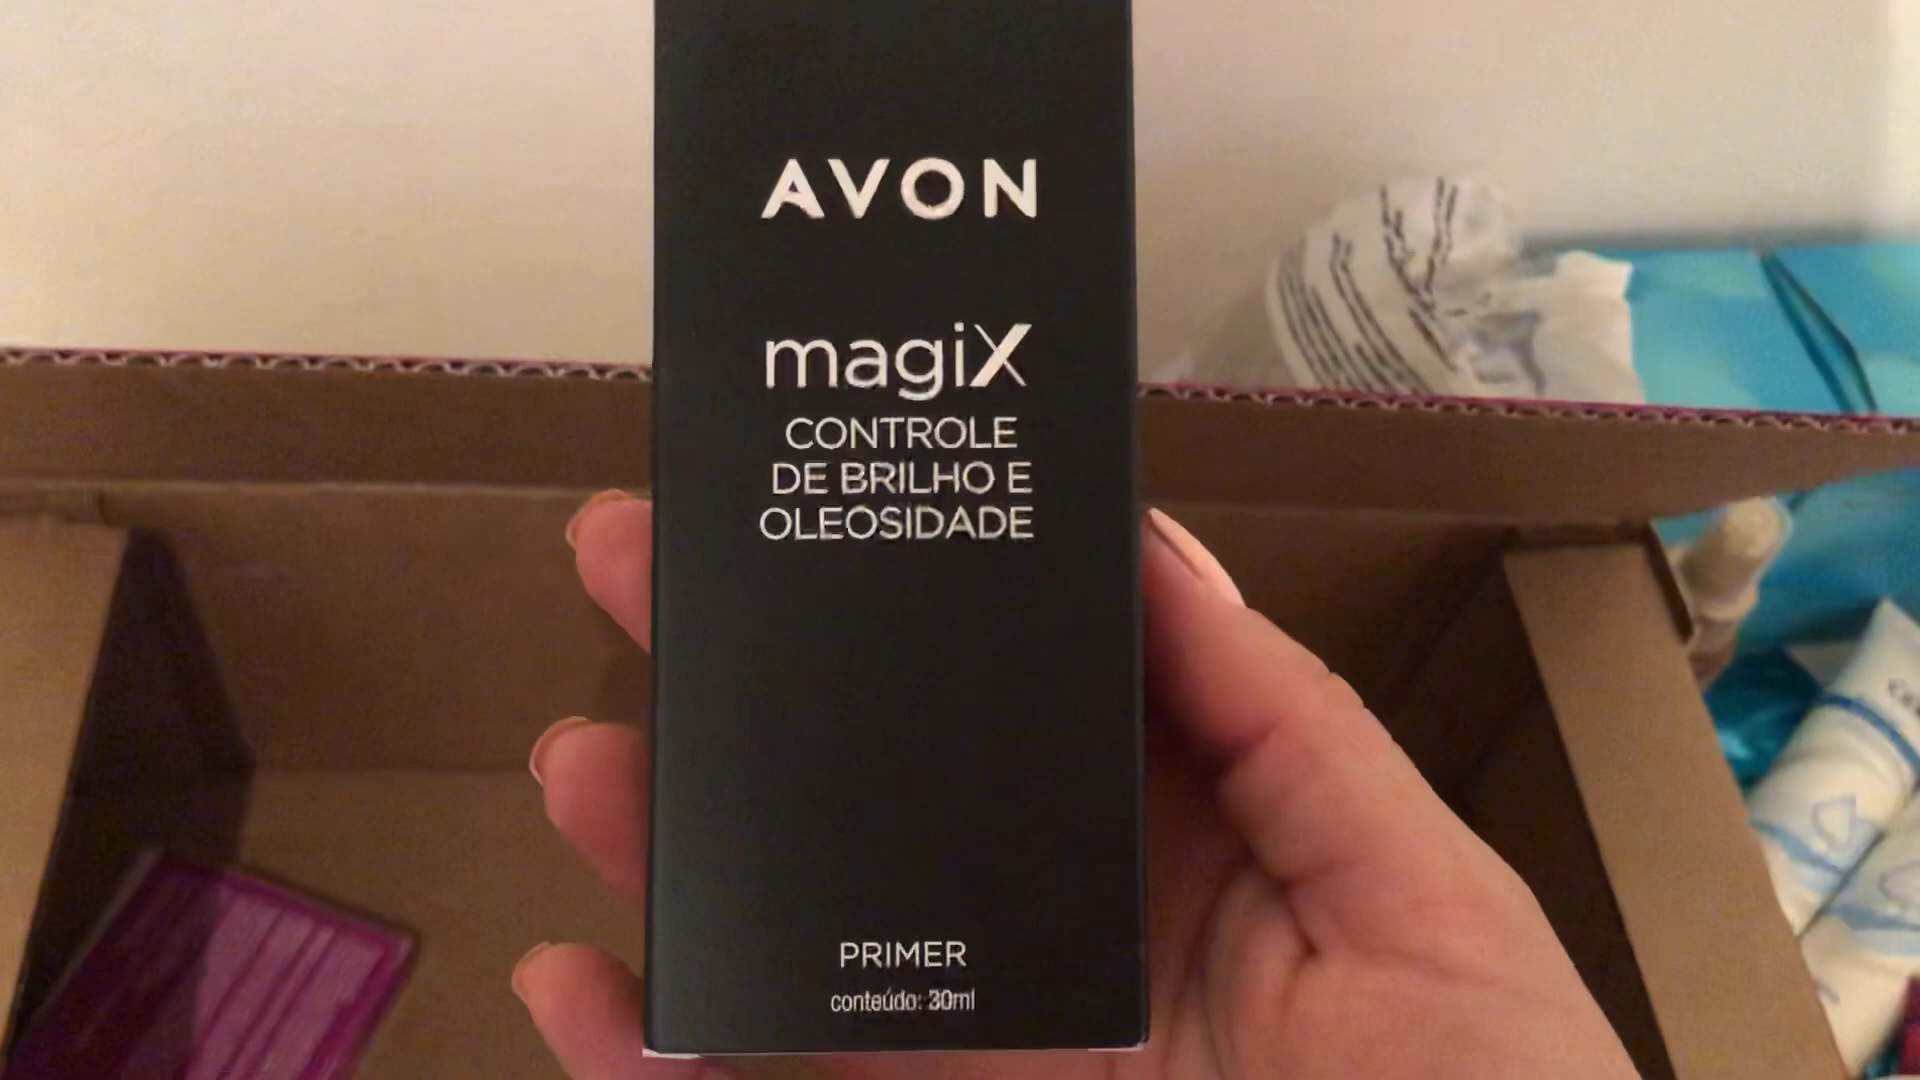 AVON
magiX
CONTROLE
DE BRILHO E
OLEOSIDADE
PRIMER
conteúdo: 30ml